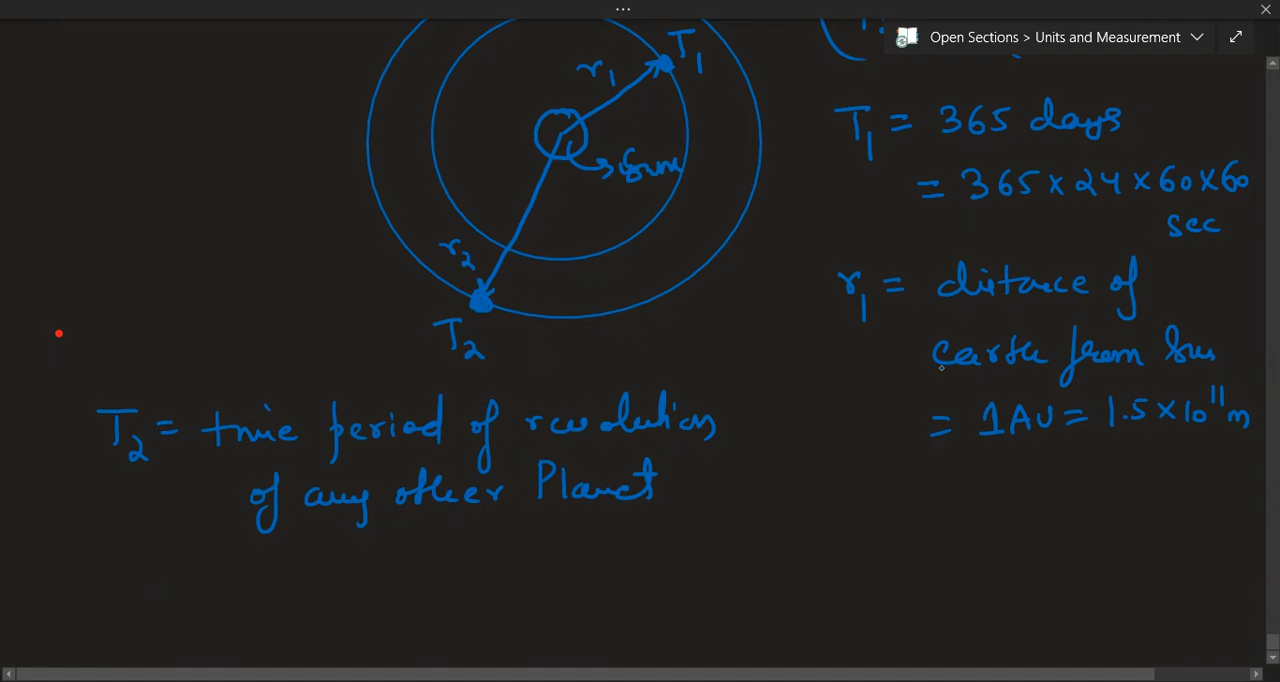 Open Sections > Units and Measurement
T1
r1
sun
r2
T2
T1 = 365 days
= 365 × 24 × 60 × 60
sec
r1 = distance of
earth from sun
= 1AU = 1.5 × 10^11 m
T2 = time period of revolution
of any other Planet